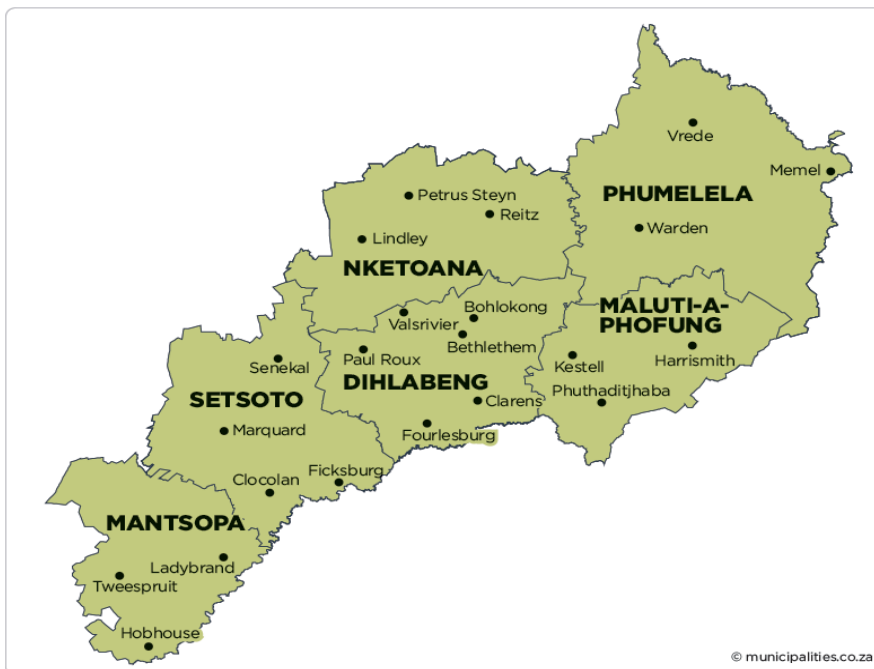 Vrede
Memel
PHUMELELA
Petrus Steyn
Reitz
Warden
Lindley
NKETOANA
MALUTI-A-
PHOFUNG
Bohlokong
Valsrivier
Bethlethem
Harrismith
Paul Roux
Kestell
Senekal
DIHLABENG
Phuthaditjhaba
SETSOTO
Clarens
Marquard
Fourlesburg
Ficksburg
Clocolan
MANTSOPA
Ladybrand
Tweespruit
Hobhouse
© municipalities.co.za